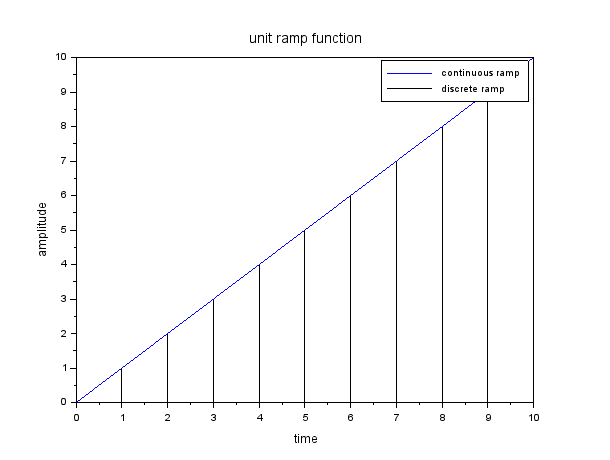 unit ramp function
continuous ramp
discrete ramp
10
9
8
7
6
5
4
3
2
1
0
amplitude
0 1 2 3 4 5 6 7 8 9 10
time